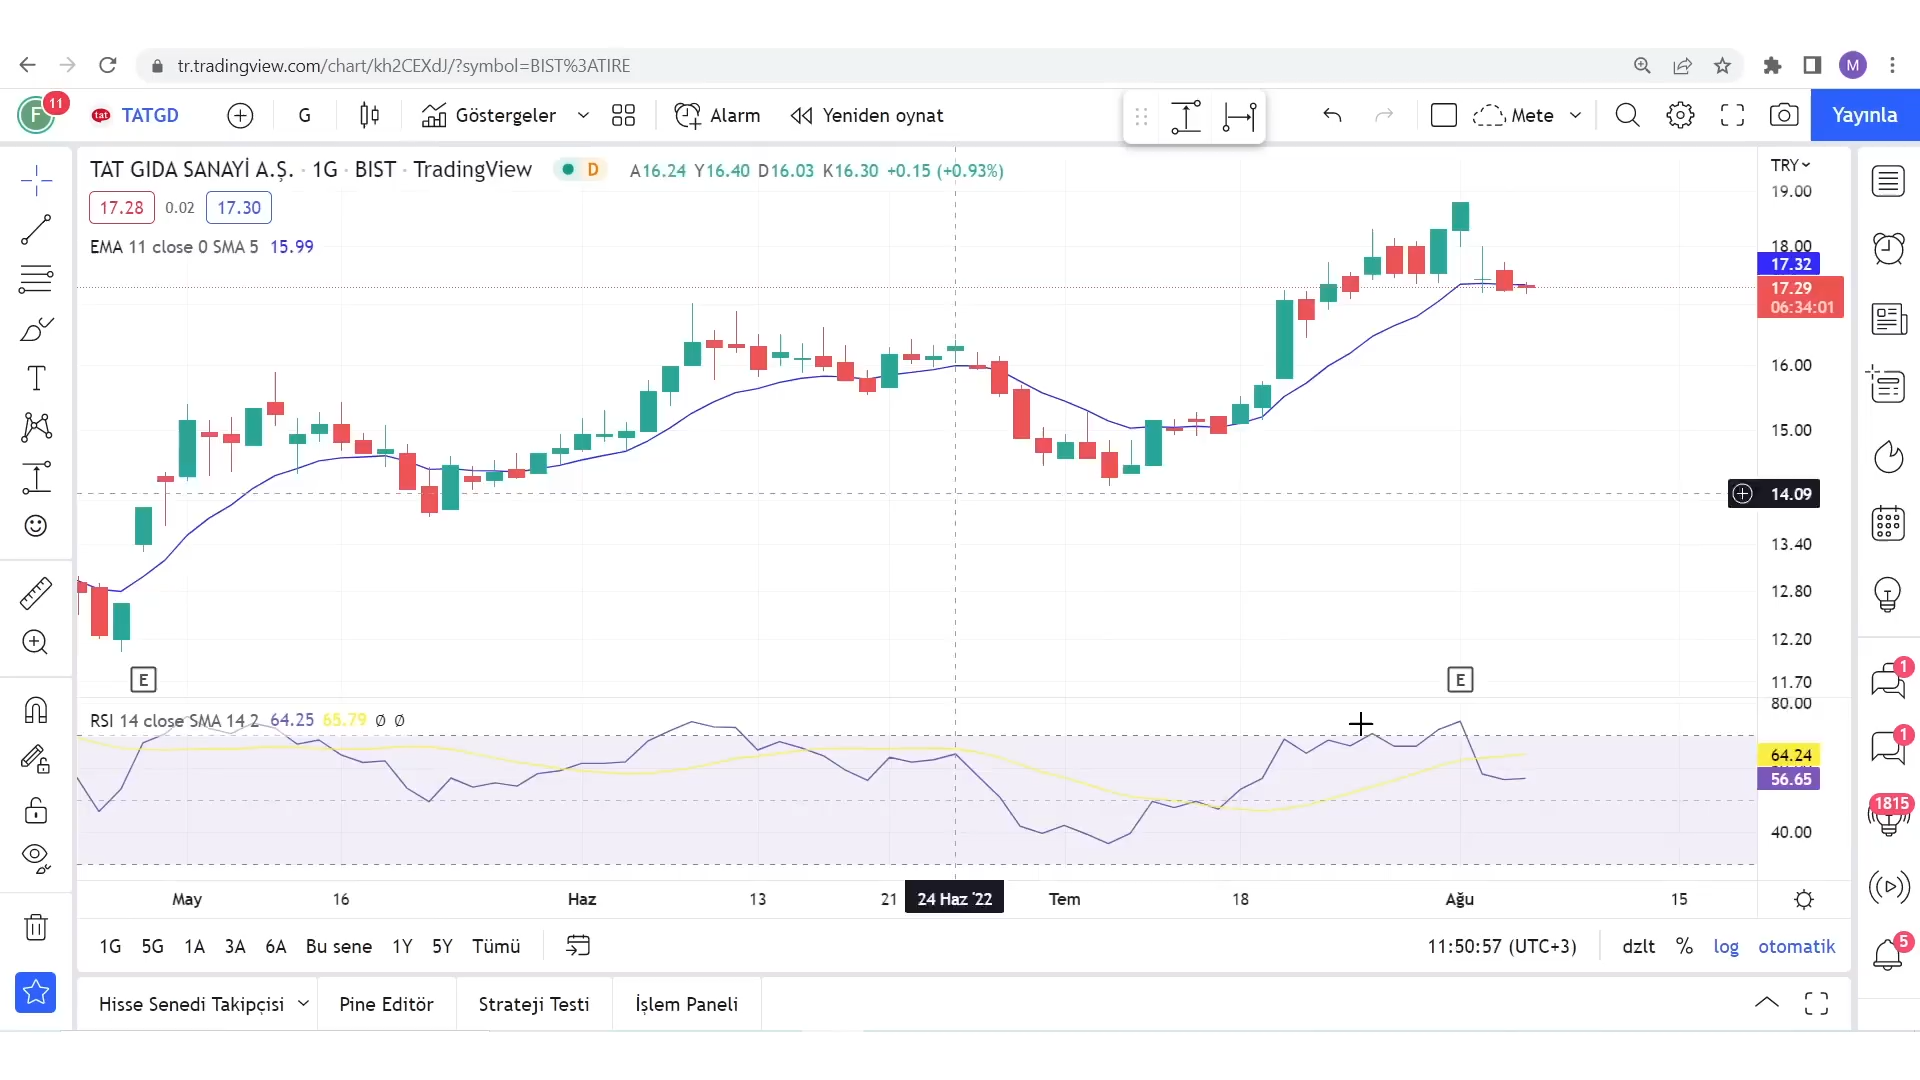 tr.tradingview.com/chart/kh2CEXdJ/?symbol=BIST%3ATIRE
M
F 11
tat TATGD
G
Göstergeler
Alarm
Yeniden oynat
Mete
Yayınla
TAT GIDA SANAYİ A.Ş. · 1G · BIST · TradingView
D
A16.24 Y16.40 D16.03 K16.30 +0.15 (+0.93%)
17.28 0.02 17.30
EMA 11 close 0 SMA 5 15.99
TRY
19.00
18.00
17.32
17.29
06:34:01
16.00
15.00
14.09
13.40
12.80
12.20
11.70
E
E
RSI 14 close SMA 14 2 64.25 65.79 Ø Ø
80.00
64.24
56.65
40.00
May 16 Haz 13 21 24 Haz '22 Tem 18 Ağu 15
1G 5G 1A 3A 6A Bu sene 1Y 5Y Tümü
11:50:57 (UTC+3) dzlt % log otomatik
Hisse Senedi Takipçisi Pine Editör Strateji Testi İşlem Paneli
1
1
1815
5